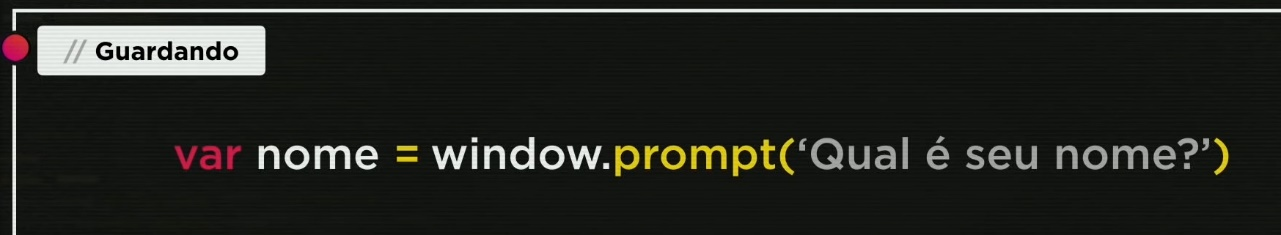 // Guardando
var nome = window.prompt(‘Qual é seu nome?’)